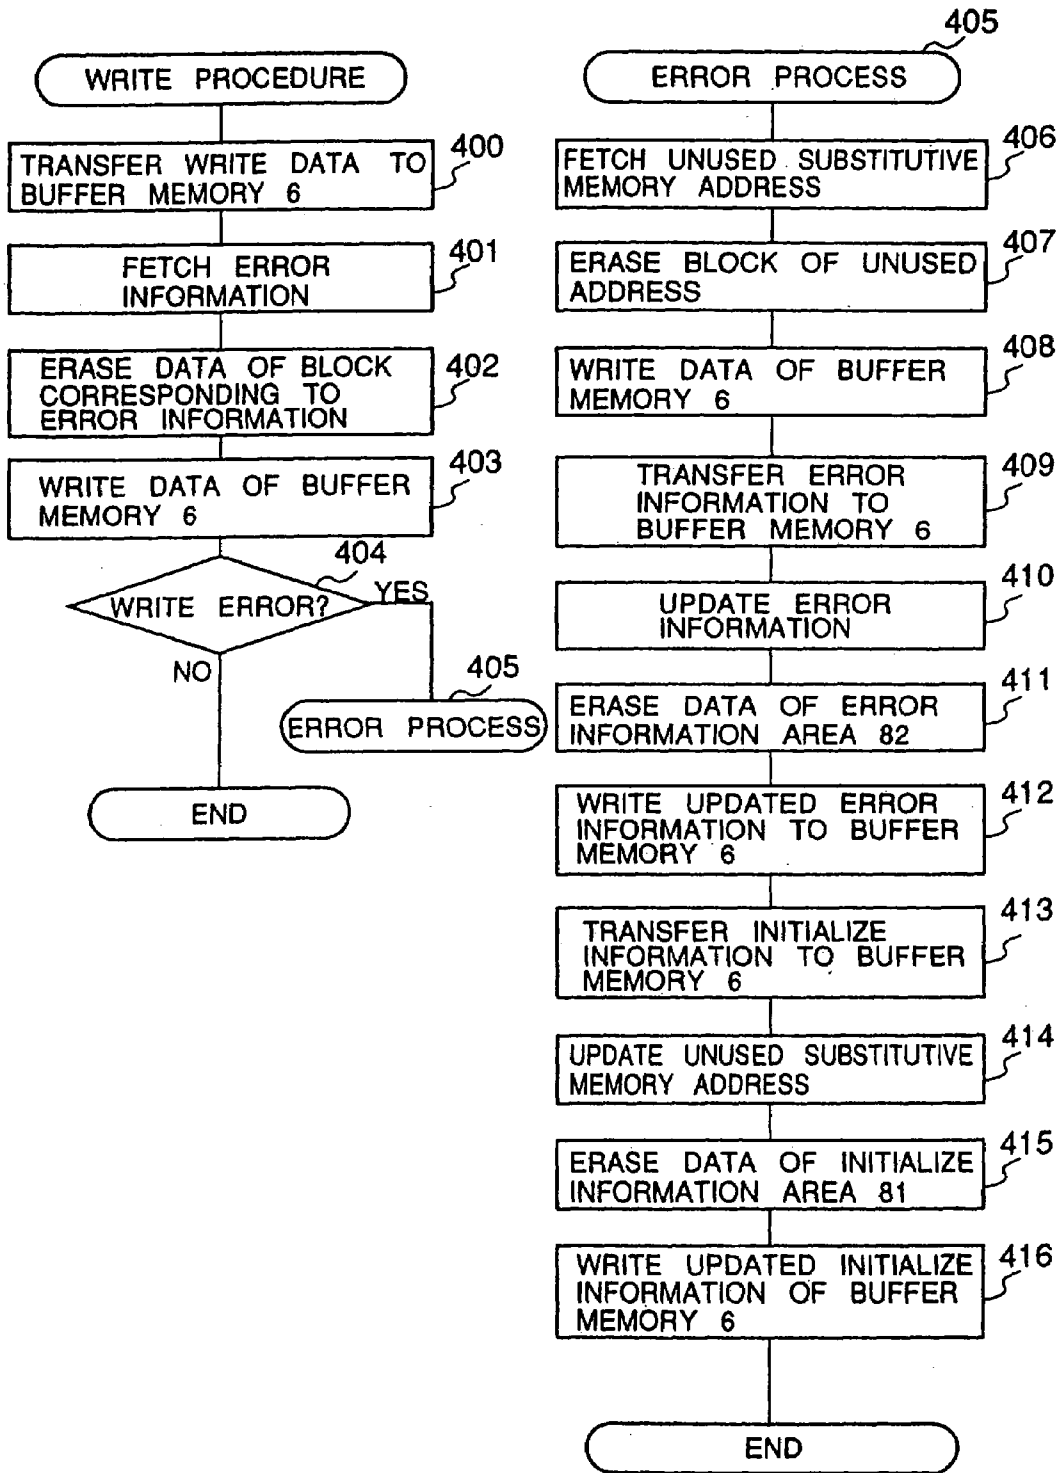 WRITE PROCEDURE
400
TRANSFER WRITE DATA TO
BUFFER MEMORY 6
401
FETCH ERROR
INFORMATION
402
ERASE DATA OF BLOCK
CORRESPONDING TO
ERROR INFORMATION
403
WRITE DATA OF BUFFER
MEMORY 6
404
WRITE ERROR?
YES
NO
405
ERROR PROCESS
END
405
ERROR PROCESS
406
FETCH UNUSED SUBSTITUTIVE
MEMORY ADDRESS
407
ERASE BLOCK OF UNUSED
ADDRESS
408
WRITE DATA OF BUFFER
MEMORY 6
409
TRANSFER ERROR
INFORMATION TO
BUFFER MEMORY 6
410
UPDATE ERROR
INFORMATION
411
ERASE DATA OF ERROR
INFORMATION AREA 82
412
WRITE UPDATED ERROR
INFORMATION TO BUFFER
MEMORY 6
413
TRANSFER INITIALIZE
INFORMATION TO BUFFER
MEMORY 6
414
UPDATE UNUSED SUBSTITUTIVE
MEMORY ADDRESS
415
ERASE DATA OF INITIALIZE
INFORMATION AREA 81
416
WRITE UPDATED INITIALIZE
INFORMATION OF BUFFER
MEMORY 6
END